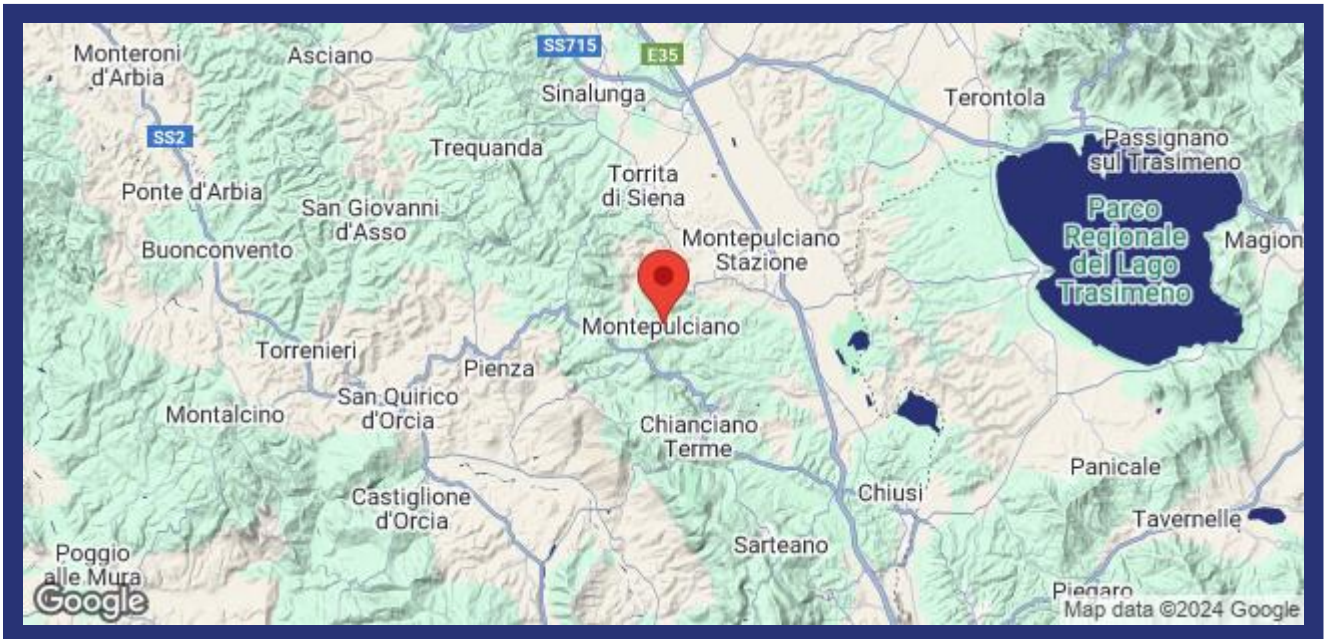 Monteroni
d'Arbia
Asciano
SS715
E35
Sinalunga
Terontola
SS2
Trequanda
Passignano
sul Trasimeno
Torrita
di Siena
Ponte d'Arbia
San Giovanni
d'Asso
Parco
Regionale
del Lago
Trasimeno
Buonconvento
Montepulciano
Stazione
Magion
Montepulciano
Torrenieri
Pienza
San Quirico
d'Orcia
Montalcino
Chianciano
Terme
Panicale
Castiglione
d'Orcia
Chiusi
Tavernelle
Sarteano
Poggio
alle Mura
Piegaro
Google
Map data ©2024 Google